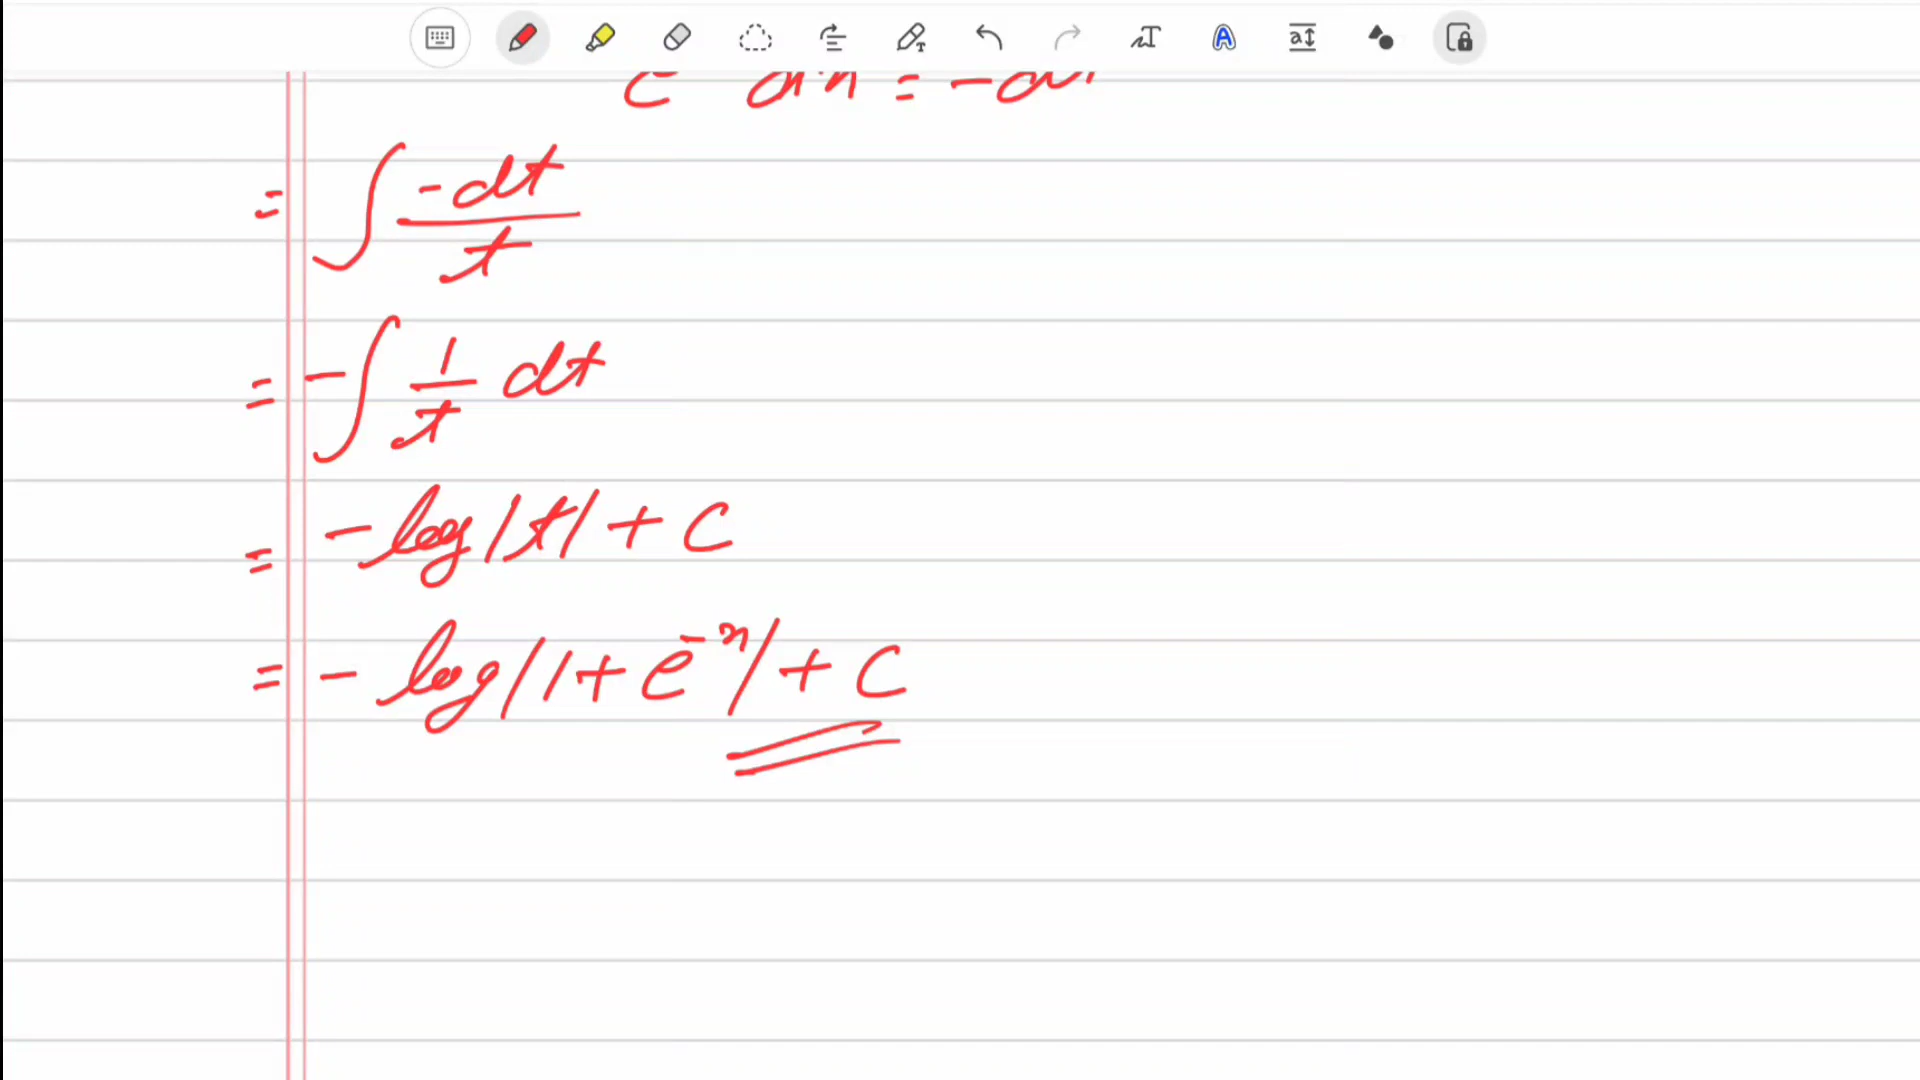 = ∫ -dt/t
= -∫ 1/t dt
= -log|t| + C
= -log|1 + e^-x| + C